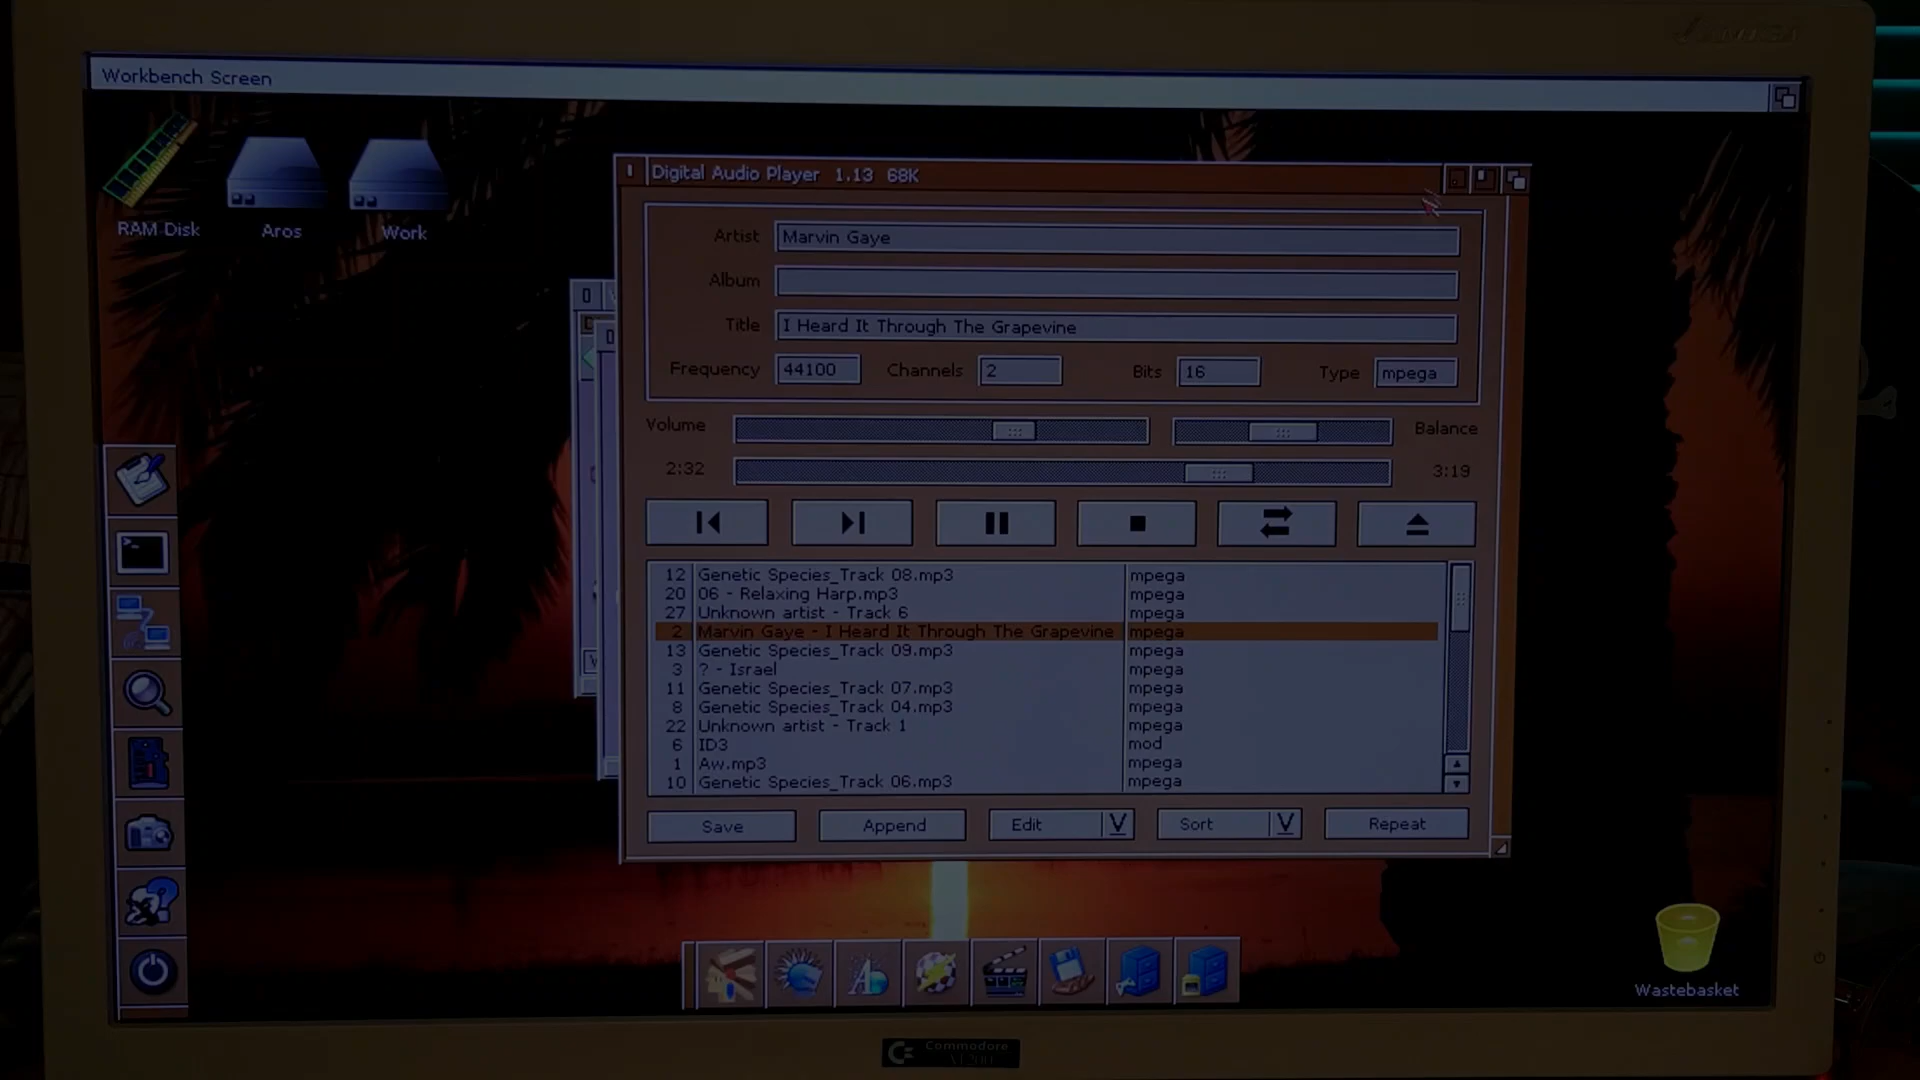 Workbench Screen
RAM Disk
Aros
Work
Digital Audio Player 1.13 68K
Artist Marvin Gaye
Album
Title I Heard It Through The Grapevine
Frequency 44100 Channels 2 Bits 16 Type mpega
Volume Balance
2:32 3:19
12 Genetic Species_Track 08.mp3 mpega
20 06 - Relaxing Harp.mp3 mpega
27 Unknown artist - Track 6 mpega
2 Marvin Gaye - I Heard It Through The Grapevine mpega
13 Genetic Species_Track 09.mp3 mpega
3 ? - Israel mpega
11 Genetic Species_Track 07.mp3 mpega
8 Genetic Species_Track 04.mp3 mpega
22 Unknown artist - Track 1 mpega
6 ID3 mod
1 Aw.mp3 mpega
10 Genetic Species_Track 06.mp3 mpega
Save Append Edit Sort Repeat
Wastebasket
Commodore